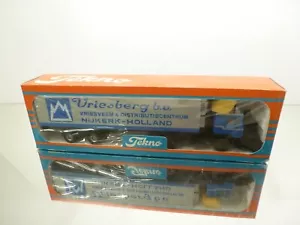 Tekno
Vriesberg b.v.
VRIESVEEM & DISTRIBUTIECENTRUM
NIJKERK-HOLLAND
Tekno